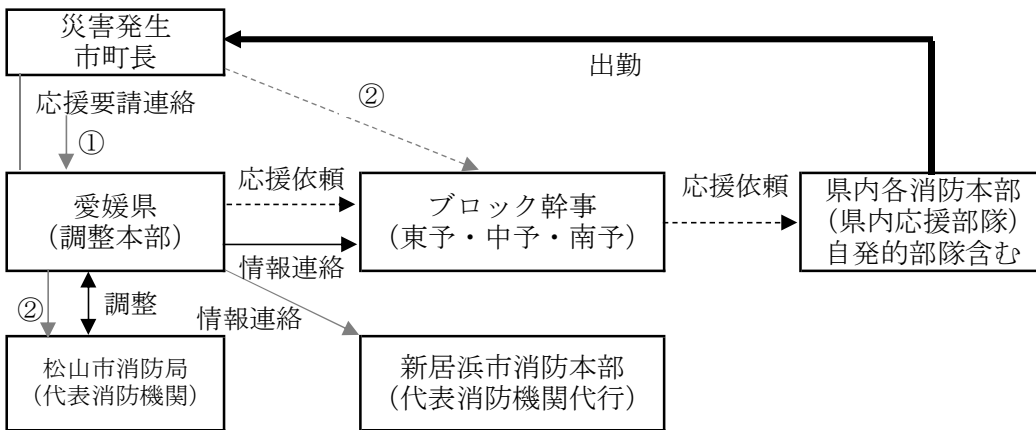 災害発生
市町長
出勤
応援要請連絡
②
①
愛媛県
（調整本部）
応援依頼
ブロック幹事
（東予・中予・南予）
応援依頼
県内各消防本部
（県内応援部隊）
自発的部隊含む
情報連絡
②
調整
情報連絡
松山市消防局
（代表消防機関）
新居浜市消防本部
（代表消防機関代行）